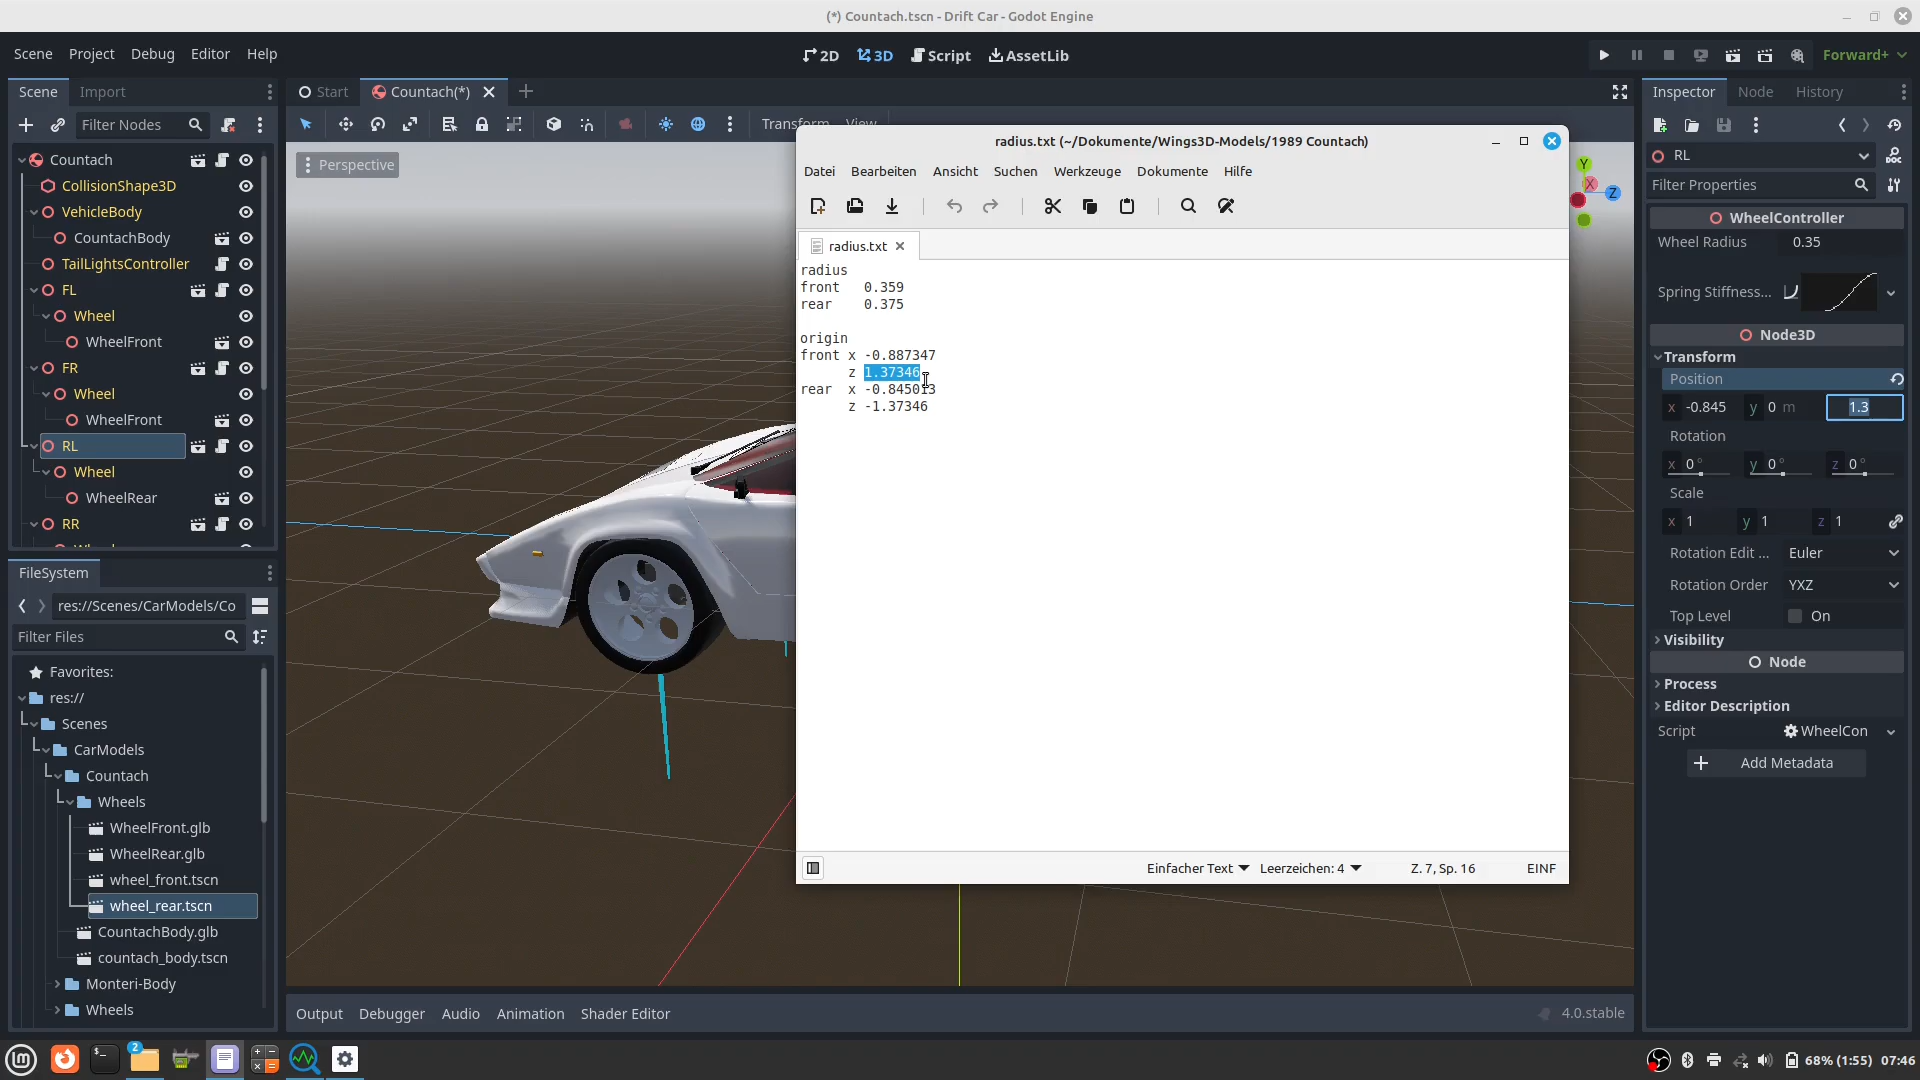 (*) Countach.tscn - Drift Car - Godot Engine
Scene Project Debug Editor Help
2D 3D Script AssetLib
Forward+
Scene Import
Start Countach(*)
Inspector Node History
Filter Nodes
Transform View
Perspective
Countach
CollisionShape3D
VehicleBody
CountachBody
TailLightsController
FL
Wheel
WheelFront
FR
Wheel
WheelFront
RL
Wheel
WheelRear
RR
FileSystem
res://Scenes/CarModels/Co
Filter Files
Favorites:
res://
Scenes
CarModels
Countach
Wheels
WheelFront.glb
WheelRear.glb
wheel_front.tscn
wheel_rear.tscn
CountachBody.glb
countach_body.tscn
Monteri-Body
Wheels
radius.txt (~/Dokumente/Wings3D-Models/1989 Countach)
Datei Bearbeiten Ansicht Suchen Werkzeuge Dokumente Hilfe
radius.txt
radius
front 0.359
rear 0.375
origin
front x -0.887347
z 1.37346
rear x -0.845013
z -1.37346
Einfacher Text Leerzeichen: 4 Z. 7, Sp. 16 EINF
Y
X
Z
RL
Filter Properties
WheelController
Wheel Radius 0.35
Spring Stiffness...
Node3D
Transform
Position
x -0.845 y 0 m 1.3
Rotation
x 0° y 0° z 0°
Scale
x 1 y 1 z 1
Rotation Edit ... Euler
Rotation Order YXZ
Top Level On
Visibility
Node
Process
Editor Description
Script WheelCon
Add Metadata
Output Debugger Audio Animation Shader Editor
4.0.stable
2
68% (1:55) 07:46